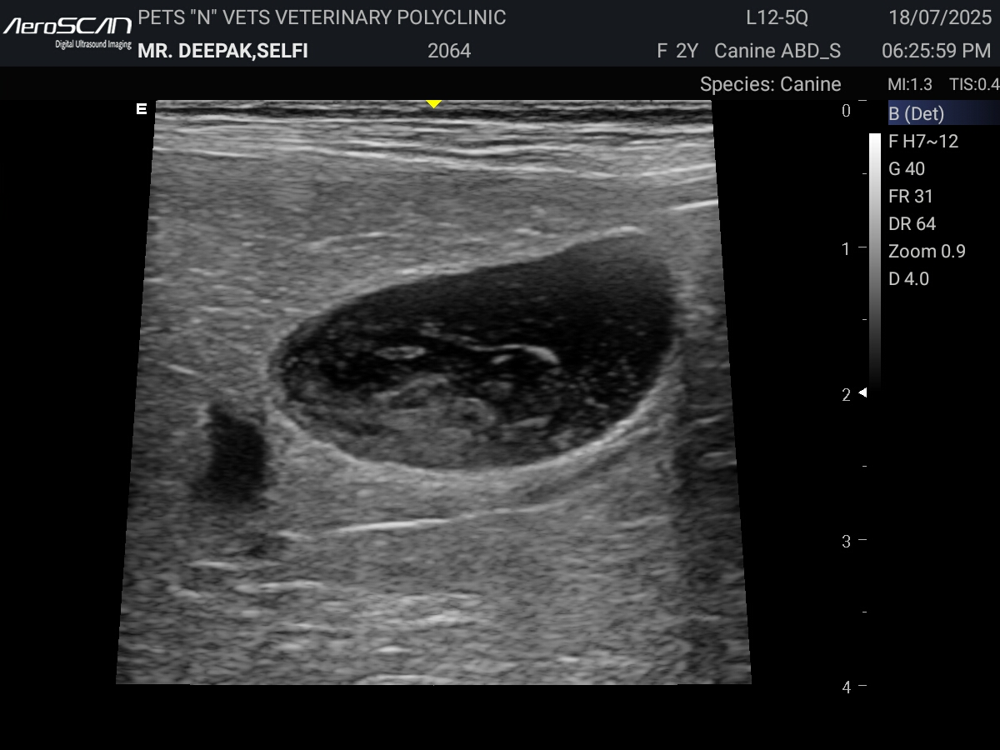 AeroSCAN PETS "N" VETS VETERINARY POLYCLINIC L12-5Q 18/07/2025
Digital Ultrasound Imaging
MR. DEEPAK,SELFI 2064 F 2Y Canine ABD_S 06:25:59 PM
Species: Canine MI:1.3 TIS:0.4
E
0
B (Det)
F H7~12
G 40
FR 31
DR 64
1
Zoom 0.9
D 4.0
2
3
4